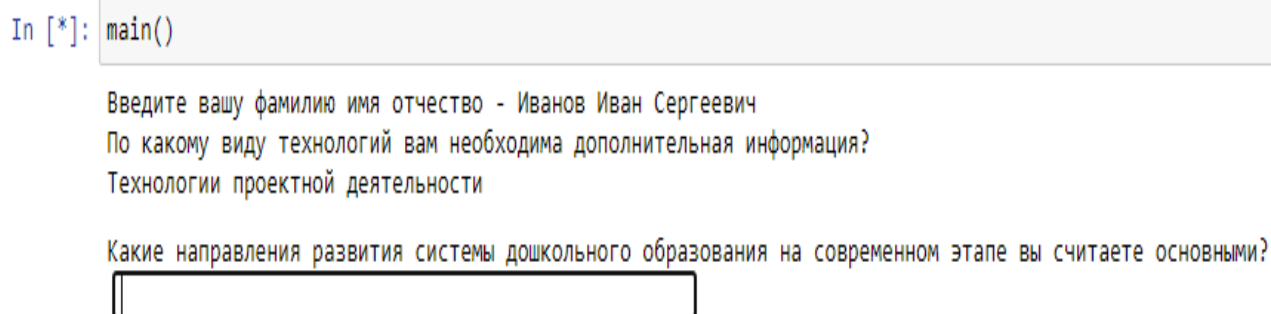 In [*]: main()
Введите вашу фамилию имя отчество - Иванов Иван Сергеевич
По какому виду технологий вам необходима дополнительная информация?
Технологии проектной деятельности
Какие направления развития системы дошкольного образования на современном этапе вы считаете основными?